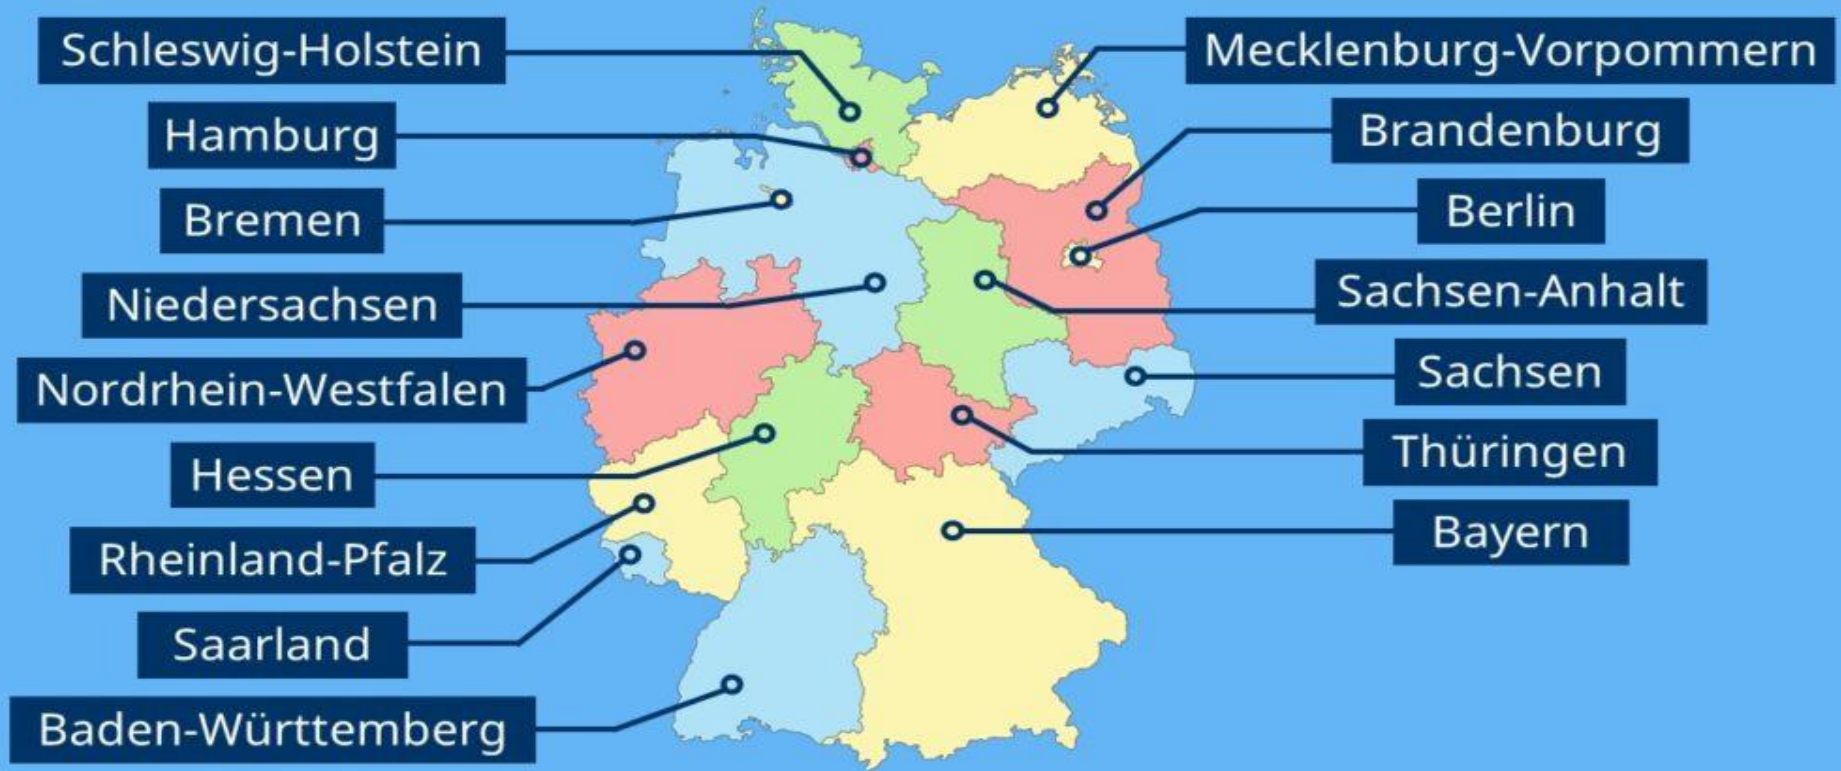 Schleswig-Holstein
Hamburg
Bremen
Niedersachsen
Nordrhein-Westfalen
Hessen
Rheinland-Pfalz
Saarland
Baden-Württemberg
Mecklenburg-Vorpommern
Brandenburg
Berlin
Sachsen-Anhalt
Sachsen
Thüringen
Bayern